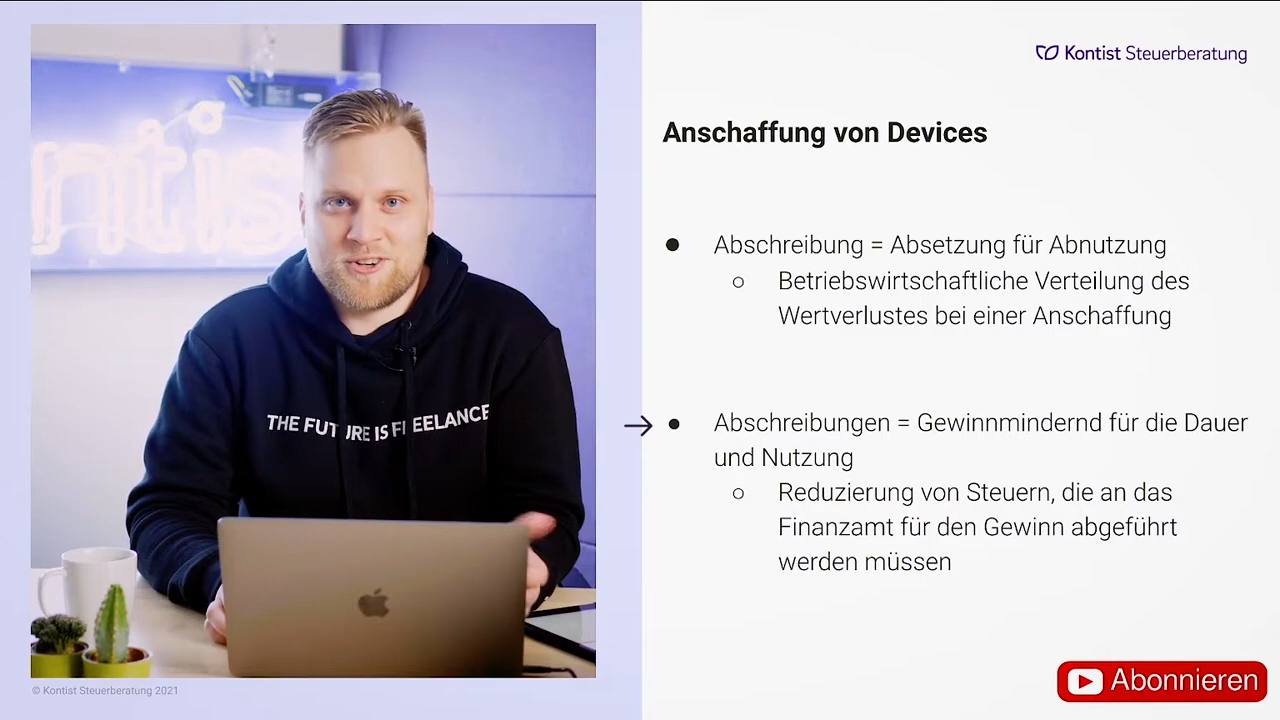 Kontist Steuerberatung
Anschaffung von Devices
● Abschreibung = Absetzung für Abnutzung
○ Betriebswirtschaftliche Verteilung des
Wertverlustes bei einer Anschaffung
→ ● Abschreibungen = Gewinnmindernd für die Dauer
und Nutzung
○ Reduzierung von Steuern, die an das
Finanzamt für den Gewinn abgeführt
werden müssen
ntis
THE FUTURE IS FREELANCE
© Kontist Steuerberatung 2021
Abonnieren